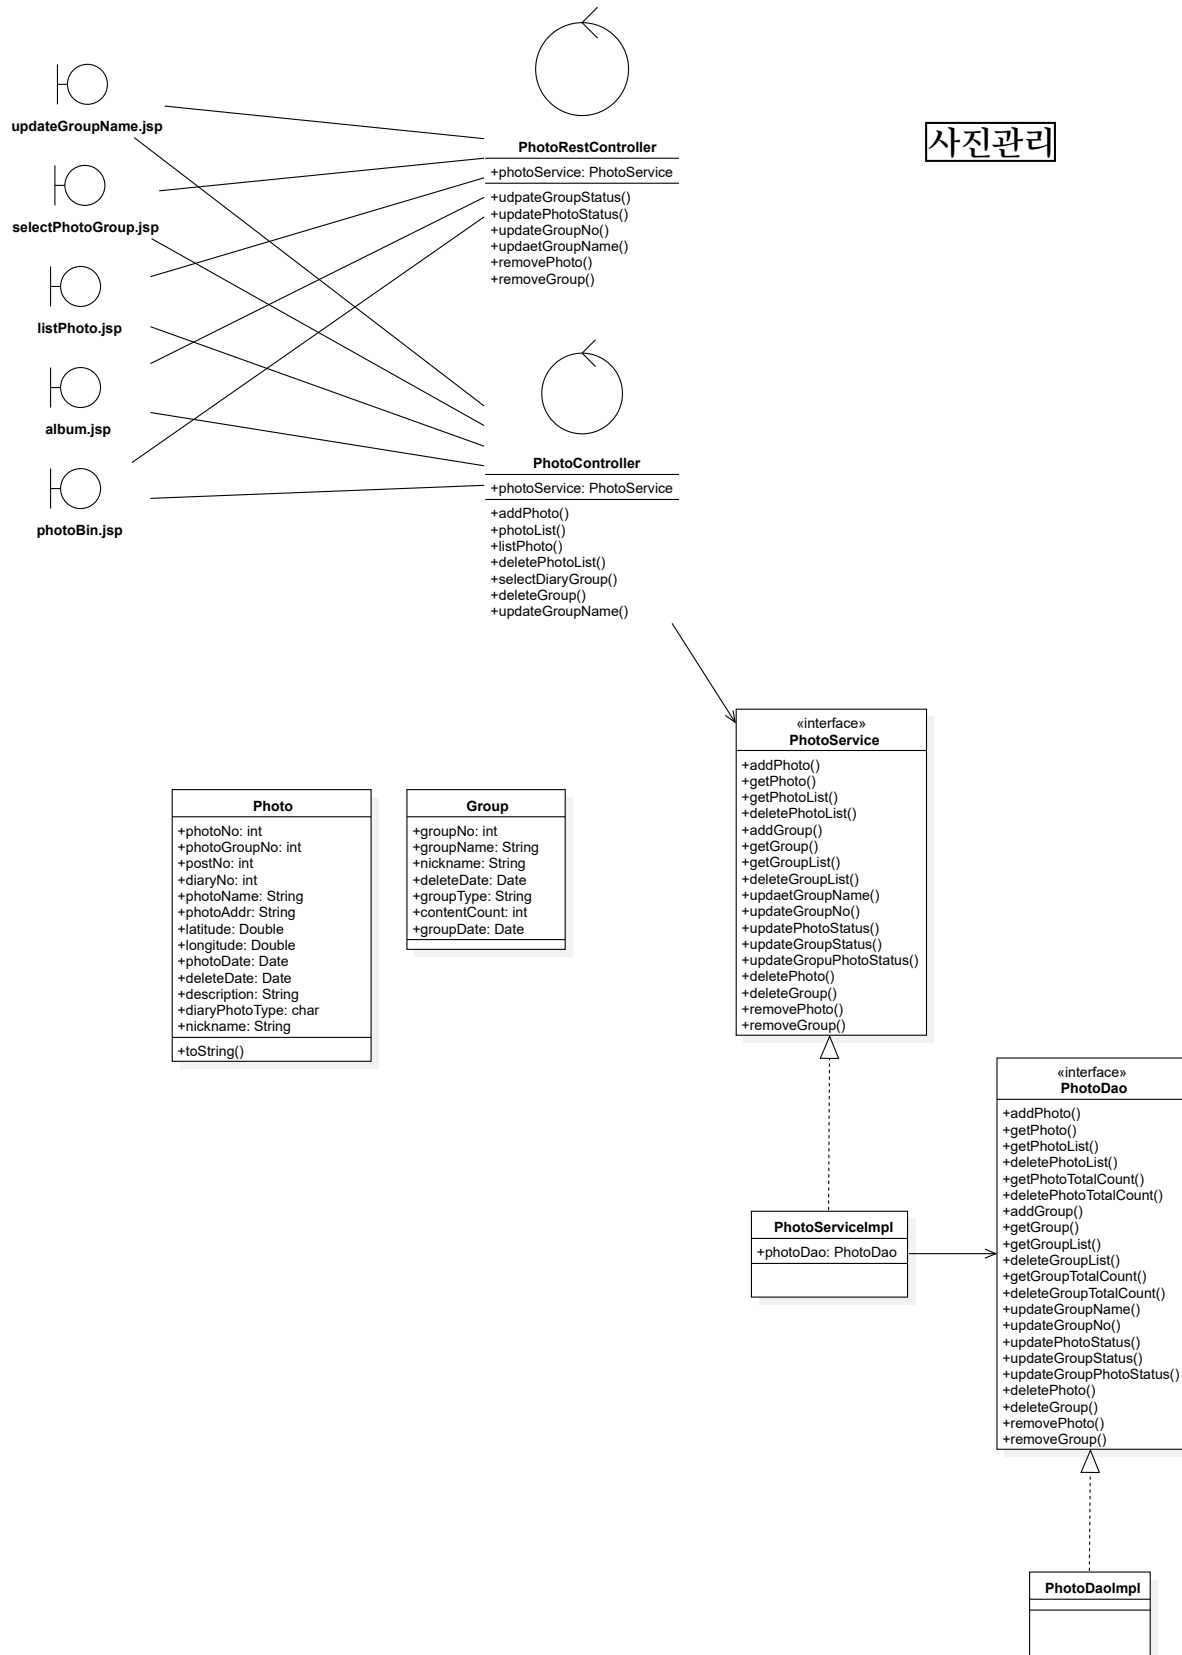 updateGroupName.jsp
selectPhotoGroup.jsp
listPhoto.jsp
album.jsp
photoBin.jsp
PhotoRestController
+photoService: PhotoService
+udpateGroupStatus()
+updatePhotoStatus()
+updateGroupNo()
+updaetGroupName()
+removePhoto()
+removeGroup()
사진관리
PhotoController
+photoService: PhotoService
+addPhoto()
+photoList()
+listPhoto()
+deletePhotoList()
+selectDiaryGroup()
+deleteGroup()
+updateGroupName()
Photo
+photoNo: int
+photoGroupNo: int
+postNo: int
+diaryNo: int
+photoName: String
+photoAddr: String
+latitude: Double
+longitude: Double
+photoDate: Date
+deleteDate: Date
+description: String
+diaryPhotoType: char
+nickname: String
+toString()
Group
+groupNo: int
+groupName: String
+nickname: String
+deleteDate: Date
+groupType: String
+contentCount: int
+groupDate: Date
«interface»
PhotoService
+addPhoto()
+getPhoto()
+getPhotoList()
+deletePhotoList()
+addGroup()
+getGroup()
+getGroupList()
+deleteGroupList()
+updaetGroupName()
+updateGroupNo()
+updatePhotoStatus()
+updateGroupStatus()
+updateGropuPhotoStatus()
+deletePhoto()
+deleteGroup()
+removePhoto()
+removeGroup()
PhotoServiceImpl
+photoDao: PhotoDao
«interface»
PhotoDao
+addPhoto()
+getPhoto()
+getPhotoList()
+deletePhotoList()
+getPhotoTotalCount()
+deletePhotoTotalCount()
+addGroup()
+getGroup()
+getGroupList()
+deleteGroupList()
+getGroupTotalCount()
+deleteGroupTotalCount()
+updateGroupName()
+updateGroupNo()
+updatePhotoStatus()
+updateGroupStatus()
+updateGroupPhotoStatus()
+deletePhoto()
+deleteGroup()
+removePhoto()
+removeGroup()
PhotoDaoImpl